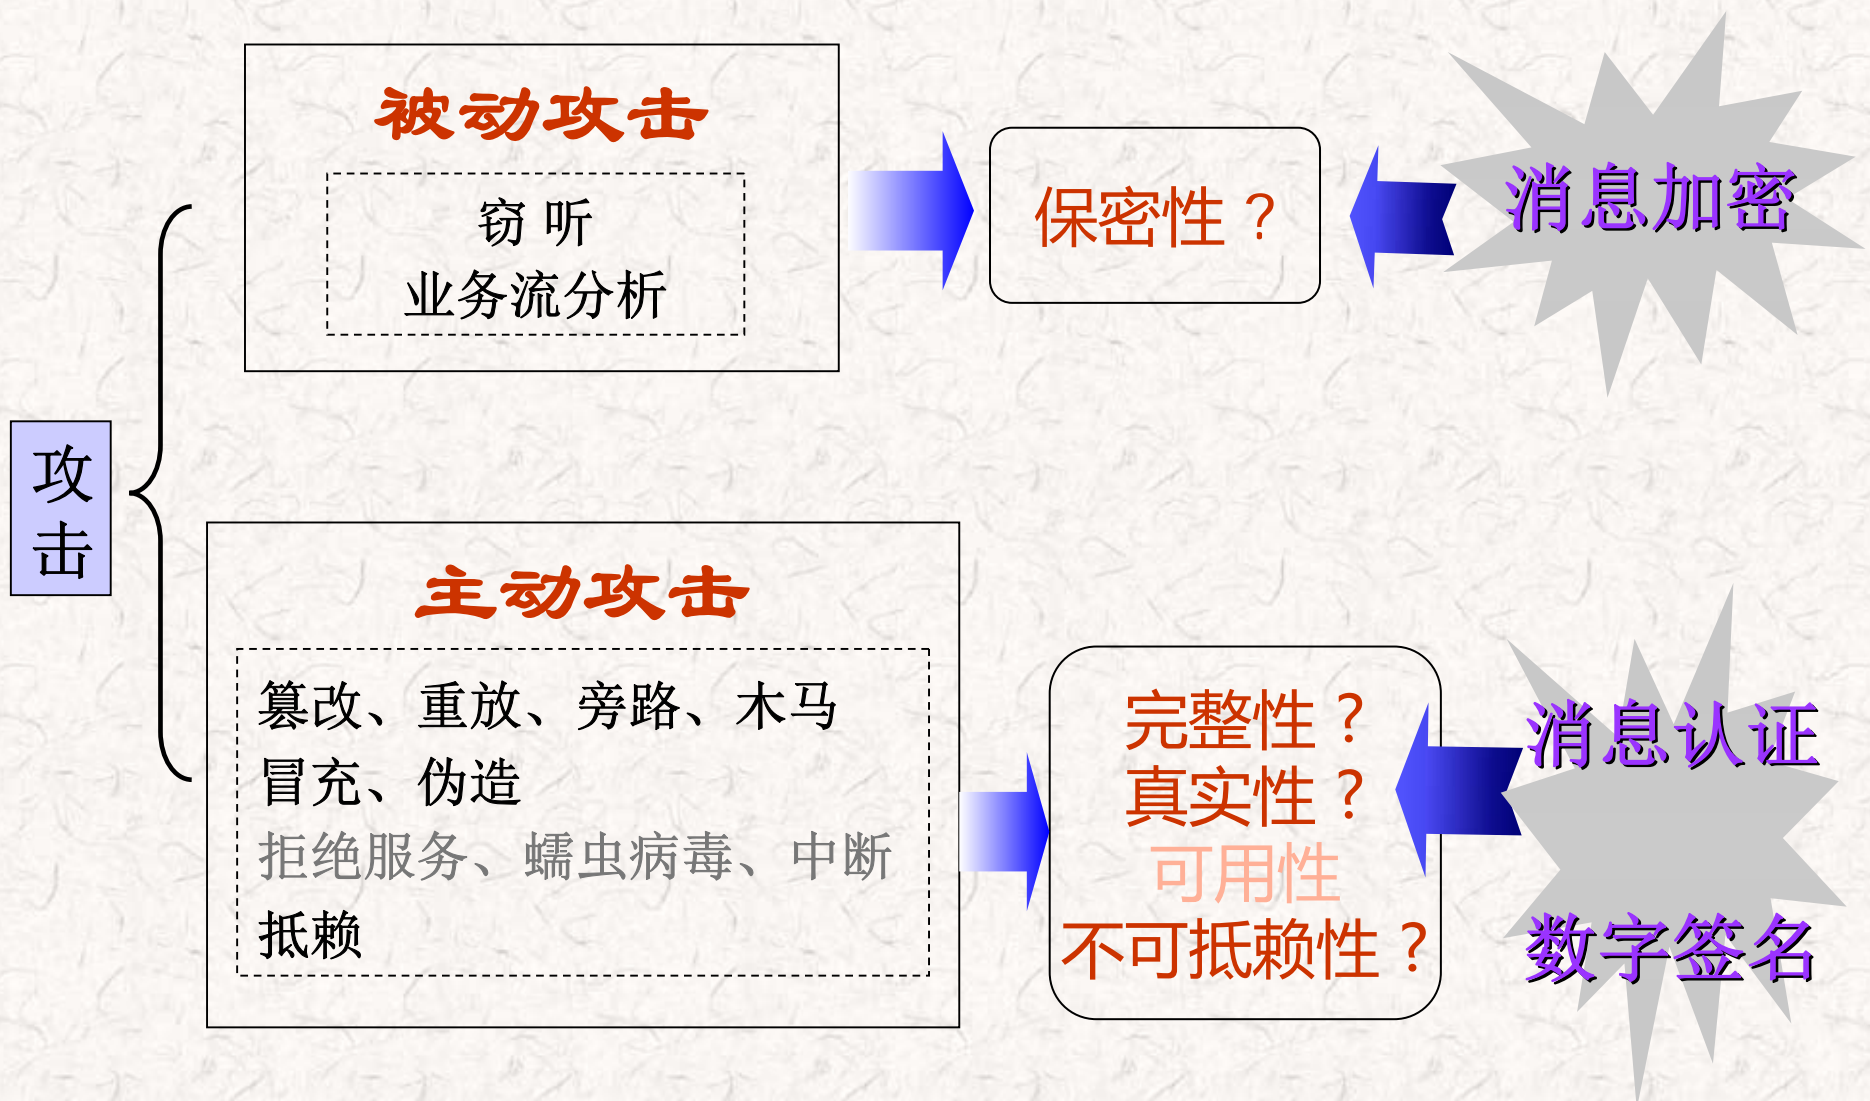 攻
击
被动攻击
窃 听
业务流分析
保密性？
消息加密
主动攻击
篡改、重放、旁路、木马
冒充、伪造
拒绝服务、蠕虫病毒、中断
抵赖
完整性？
真实性？
可用性
不可抵赖性？
消息认证
数字签名